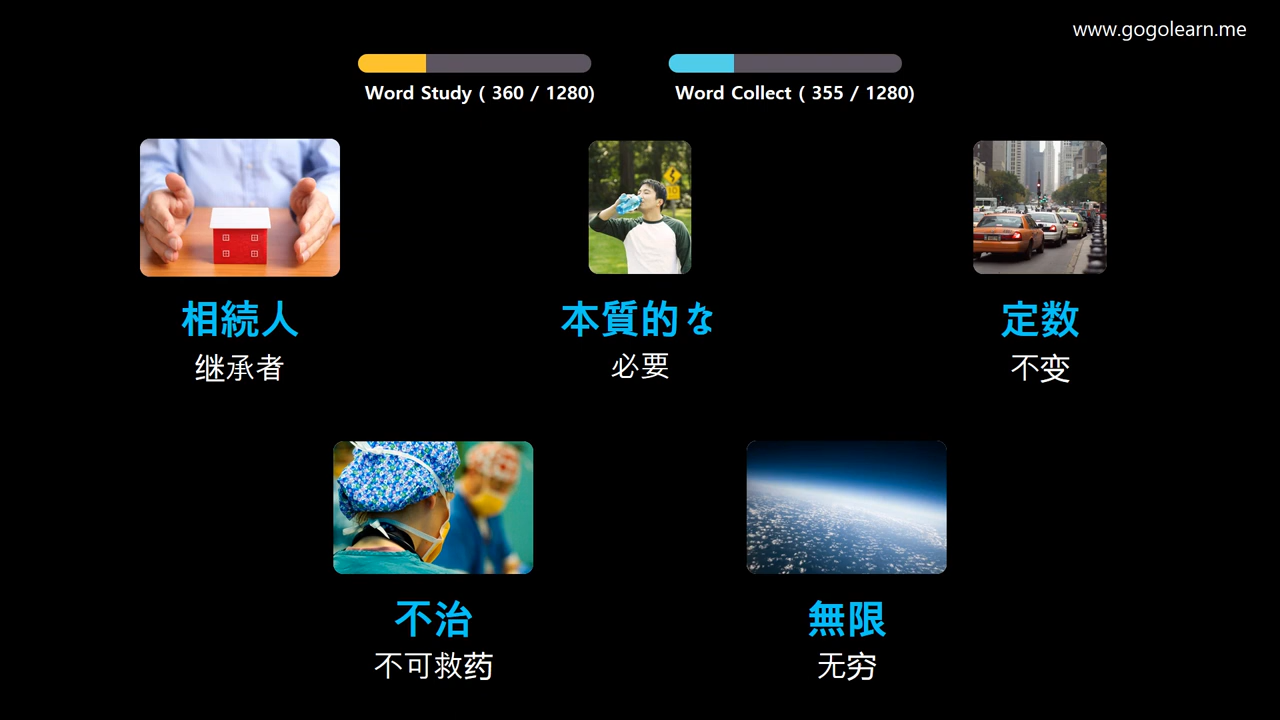 www.gogolearn.me
Word Study ( 360 / 1280)
Word Collect ( 355 / 1280)
相続人
继承者
本質的な
必要
定数
不变
不治
不可救药
無限
无穷